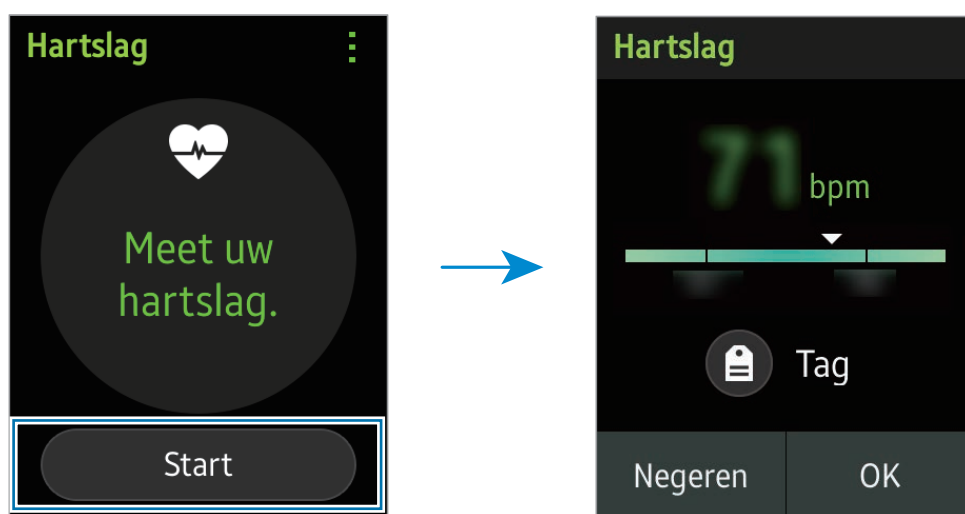 Hartslag
Meet uw
hartslag.
Start
Hartslag
71 bpm
Tag
Negeren
OK